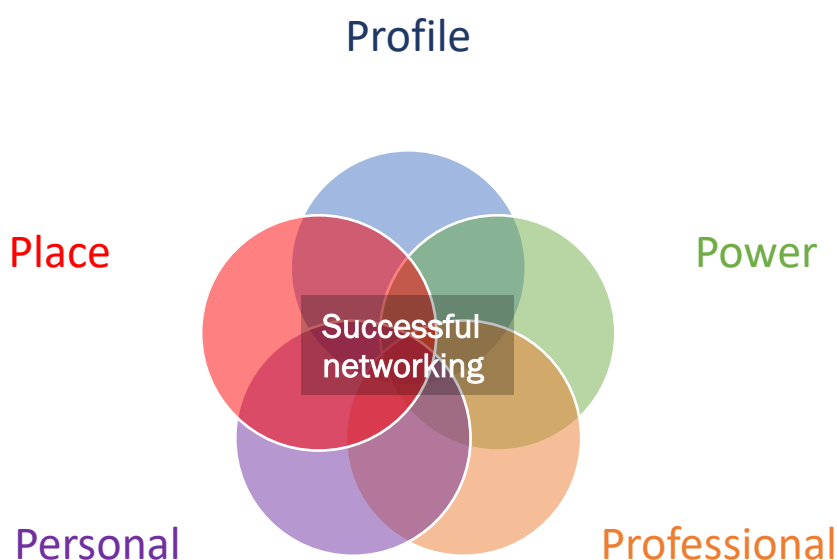 Profile
Place
Power
Successful
networking
Personal
Professional